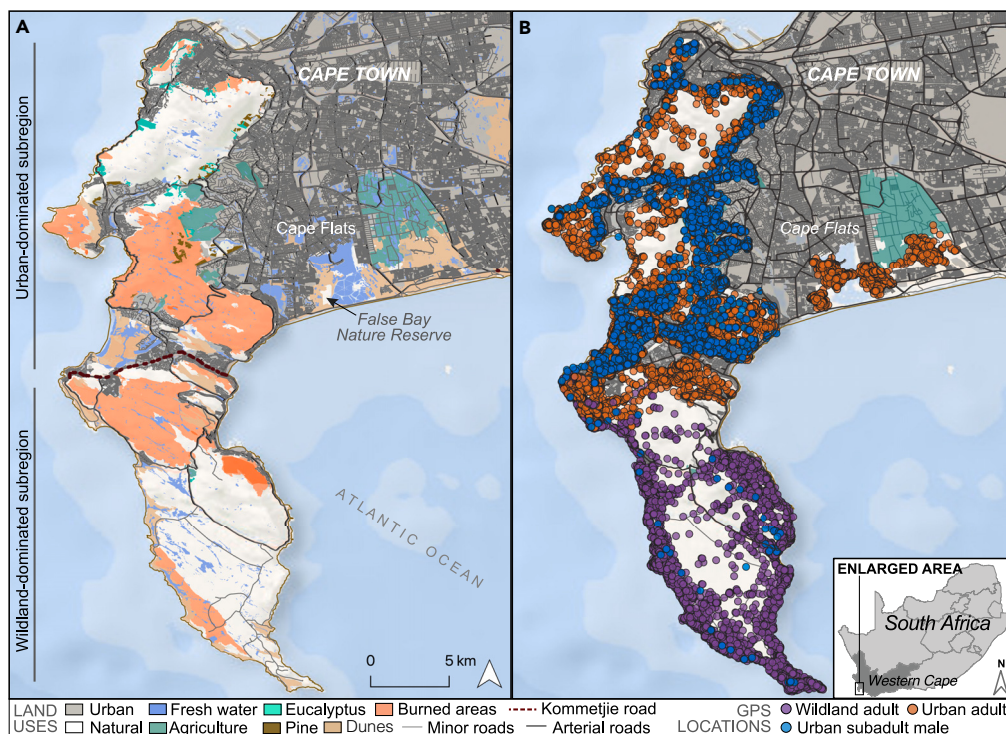 A
CAPE TOWN
Urban-dominated subregion
Cape Flats
False Bay
Nature Reserve
Wildland-dominated subregion
ATLANTIC OCEAN
0 5 km
B
CAPE TOWN
Cape Flats
ENLARGED AREA
South Africa
Western Cape
N
LAND USES
Urban
Fresh water
Eucalyptus
Burned areas
Kommetjie road
Natural
Agriculture
Pine
Dunes
Minor roads
Arterial roads
GPS LOCATIONS
Wildland adult
Urban adult
Urban subadult male